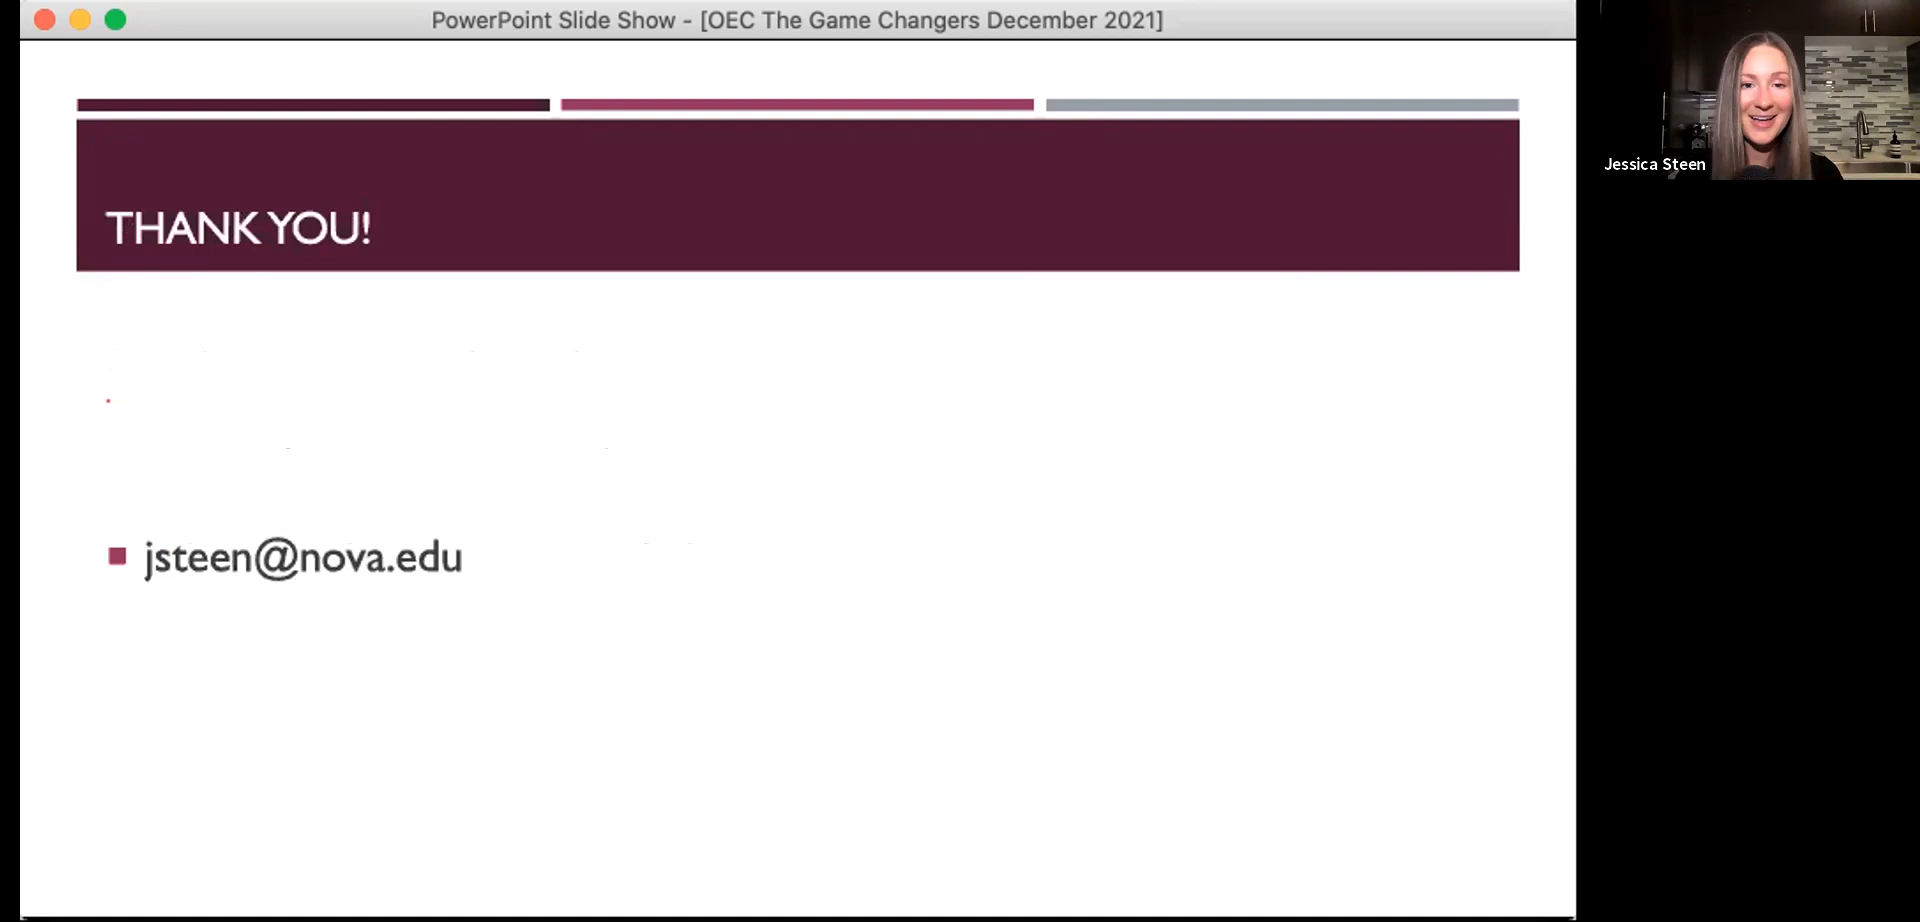 PowerPoint Slide Show - [OEC The Game Changers December 2021]
Jessica Steen
THANK YOU!
jsteen@nova.edu